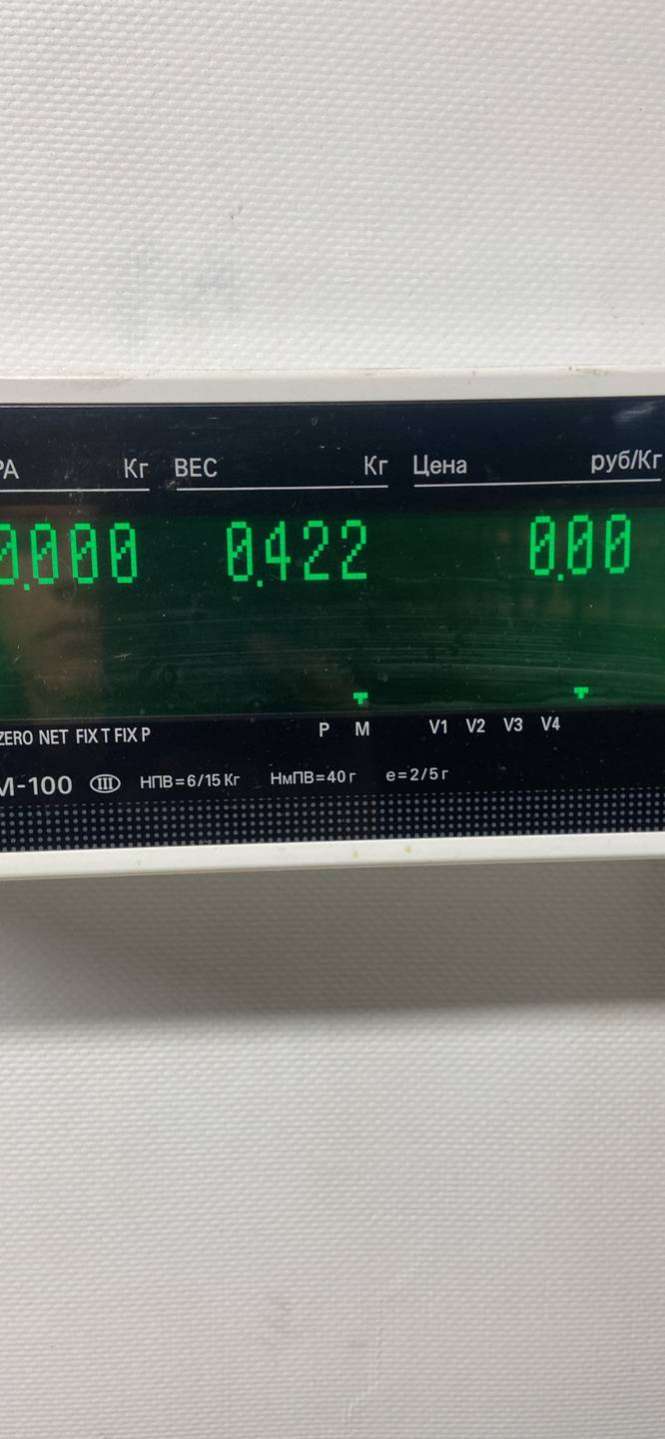 РА Кг ВЕС Кг Цена руб/Кг
0.000 0.422 0.00
ZERO NET FIX T FIX P P M V1 V2 V3 V4
М-100 III НПВ=6/15 Кг НмПВ=40 г е=2/5 г